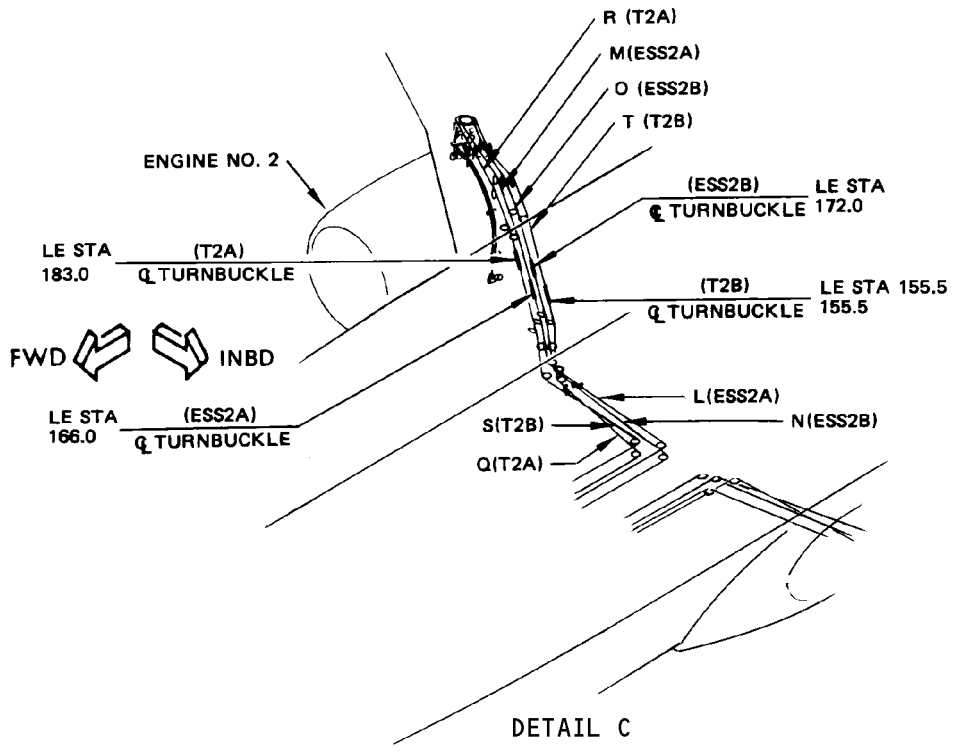 R (T2A)
M(ESS2A)
O (ESS2B)
T (T2B)
ENGINE NO. 2
(ESS2B)
℄ TURNBUCKLE
LE STA
172.0
LE STA
183.0
(T2A)
℄ TURNBUCKLE
(T2B)
℄ TURNBUCKLE
LE STA 155.5
155.5
FWD
INBD
LE STA
166.0
(ESS2A)
℄ TURNBUCKLE
L(ESS2A)
S(T2B)
N(ESS2B)
Q(T2A)
DETAIL C